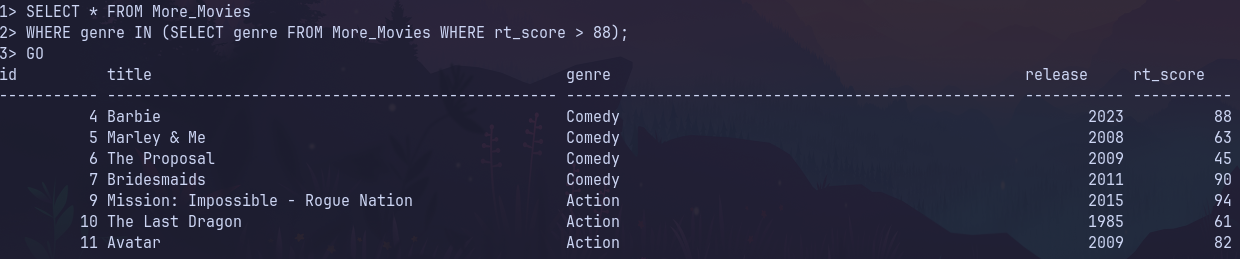 1> SELECT * FROM More_Movies
2> WHERE genre IN (SELECT genre FROM More_Movies WHERE rt_score > 88);
3> GO
id          title                                              genre                                              release     rt_score
----------- -------------------------------------------------- -------------------------------------------------- ----------- -----------
          4 Barbie                                             Comedy                                                    2023          88
          5 Marley & Me                                        Comedy                                                    2008          63
          6 The Proposal                                       Comedy                                                    2009          45
          7 Bridesmaids                                        Comedy                                                    2011          90
          9 Mission: Impossible - Rogue Nation                 Action                                                    2015          94
         10 The Last Dragon                                    Action                                                    1985          61
         11 Avatar                                             Action                                                    2009          82